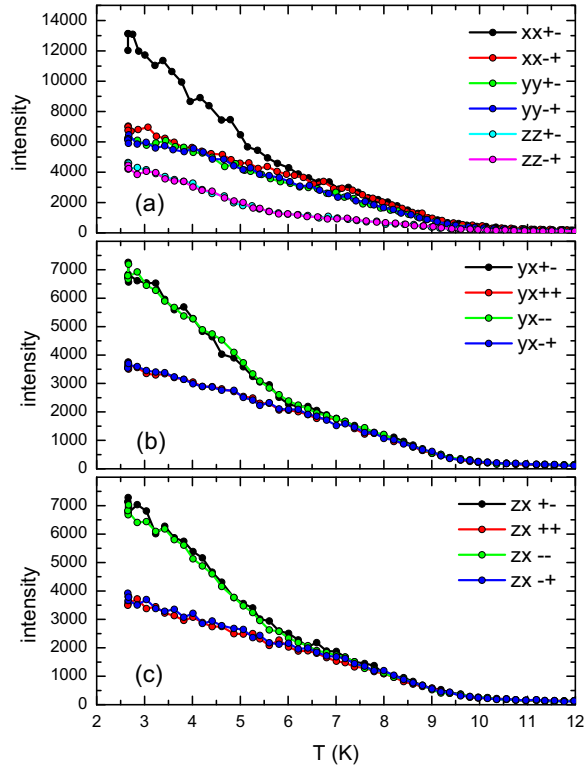 14000
12000
10000
8000
6000
4000
2000
0
intensity
xx+-
xx-+
yy+-
yy-+
zz+-
zz-+
(a)
7000
6000
5000
4000
3000
2000
1000
0
intensity
yx+-
yx++
yx--
yx-+
(b)
7000
6000
5000
4000
3000
2000
1000
0
intensity
zx +-
zx ++
zx --
zx -+
(c)
2 3 4 5 6 7 8 9 10 11 12
T (K)